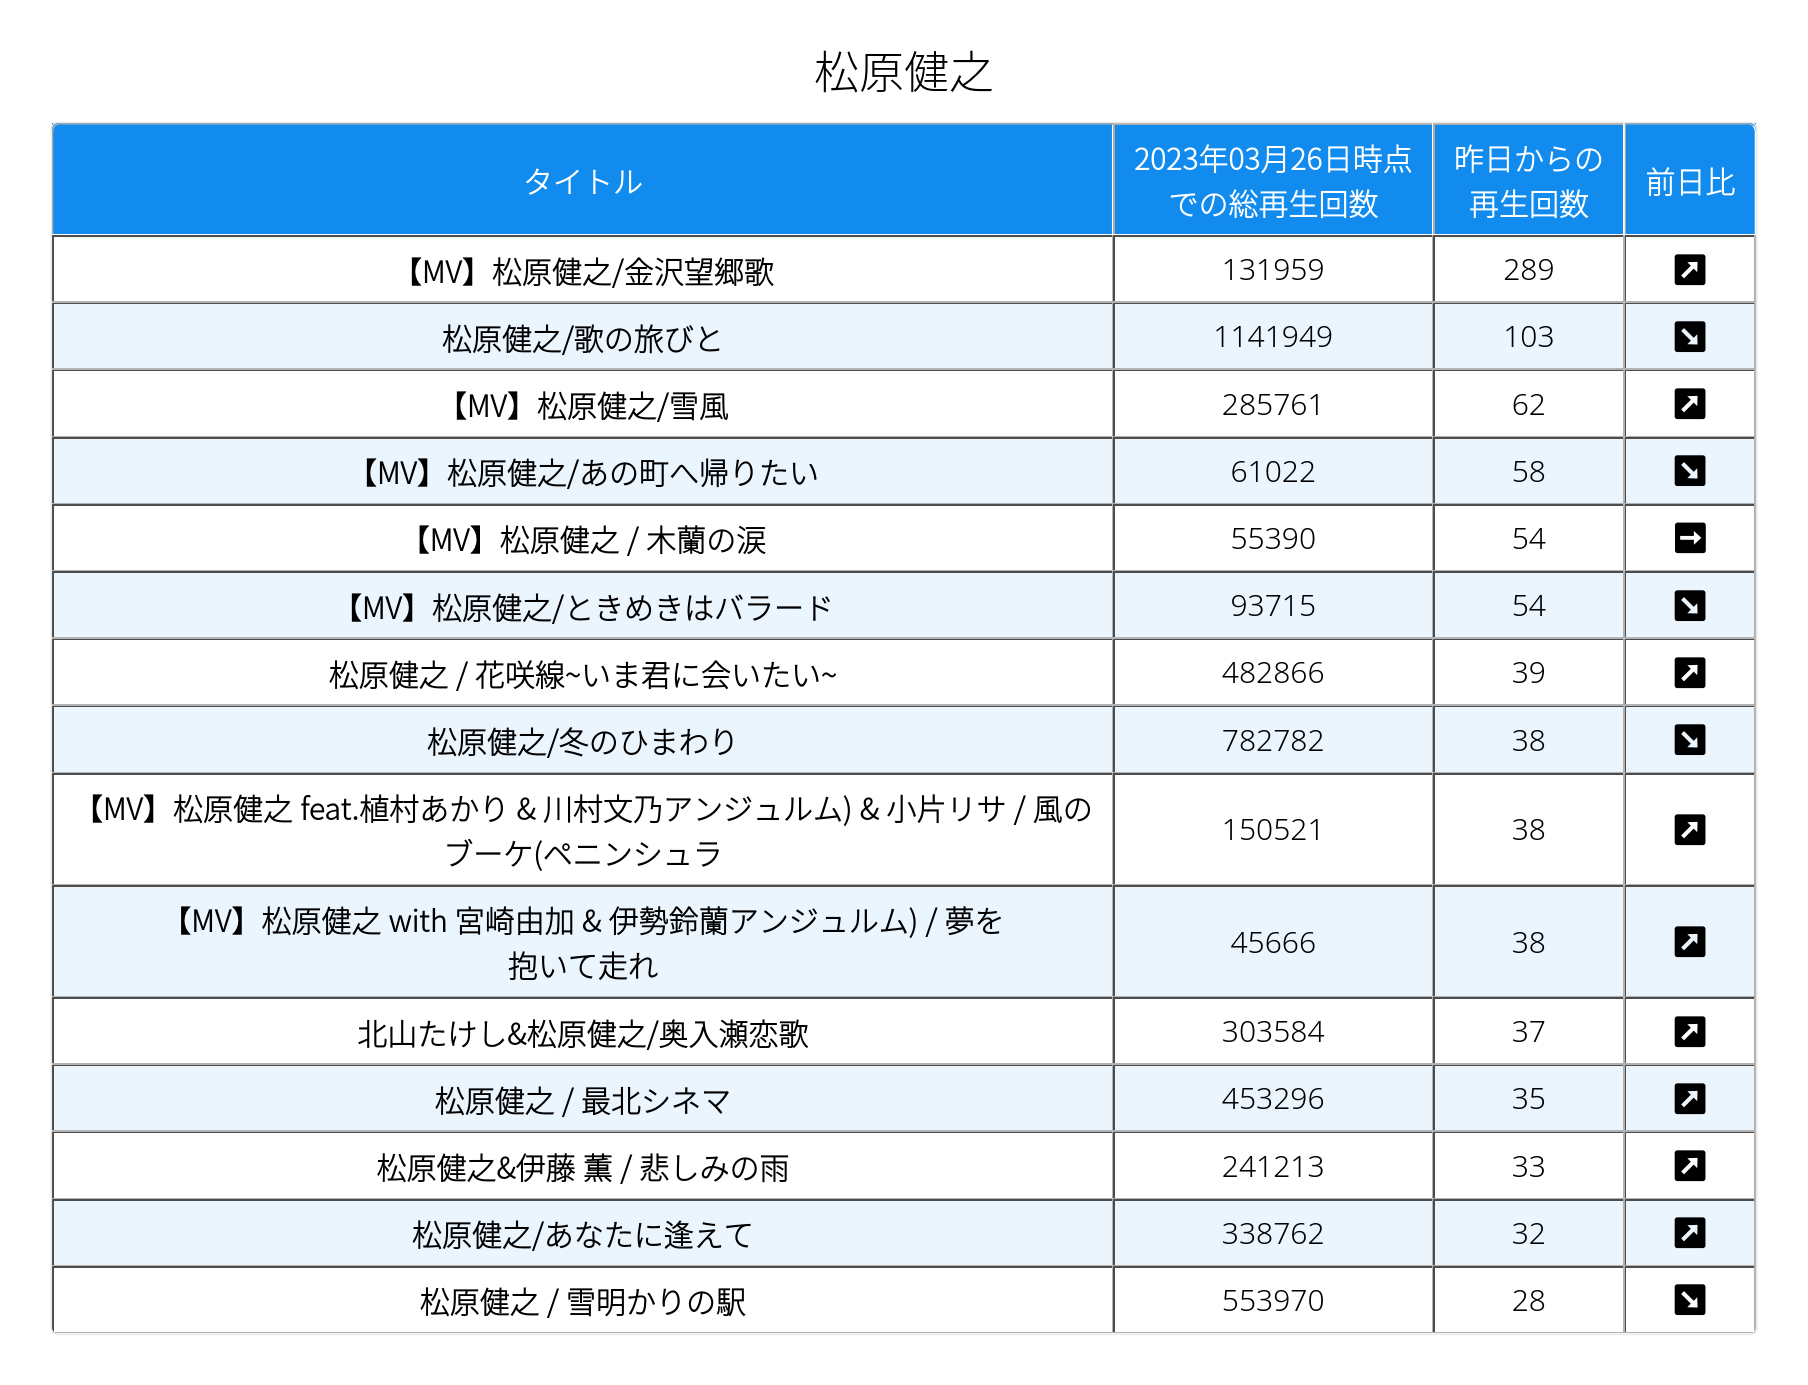 松原健之
タイトル
2023年03月26日時点
での総再生回数
昨日からの
再生回数
前日比
【MV】松原健之/金沢望郷歌 131959 289
松原健之/歌の旅びと 1141949 103
【MV】松原健之/雪風 285761 62
【MV】松原健之/あの町へ帰りたい 61022 58
【MV】松原健之 / 木蘭の涙 55390 54
【MV】松原健之/ときめきはバラード 93715 54
松原健之 / 花咲線~いま君に会いたい~ 482866 39
松原健之/冬のひまわり 782782 38
【MV】松原健之 feat.植村あかり & 川村文乃アンジュルム) & 小片リサ / 風の
ブーケ(ペニンシュラ 150521 38
【MV】松原健之 with 宮崎由加 & 伊勢鈴蘭アンジュルム) / 夢を
抱いて走れ 45666 38
北山たけし&松原健之/奥入瀬恋歌 303584 37
松原健之 / 最北シネマ 453296 35
松原健之&伊藤 薫 / 悲しみの雨 241213 33
松原健之/あなたに逢えて 338762 32
松原健之 / 雪明かりの駅 553970 28